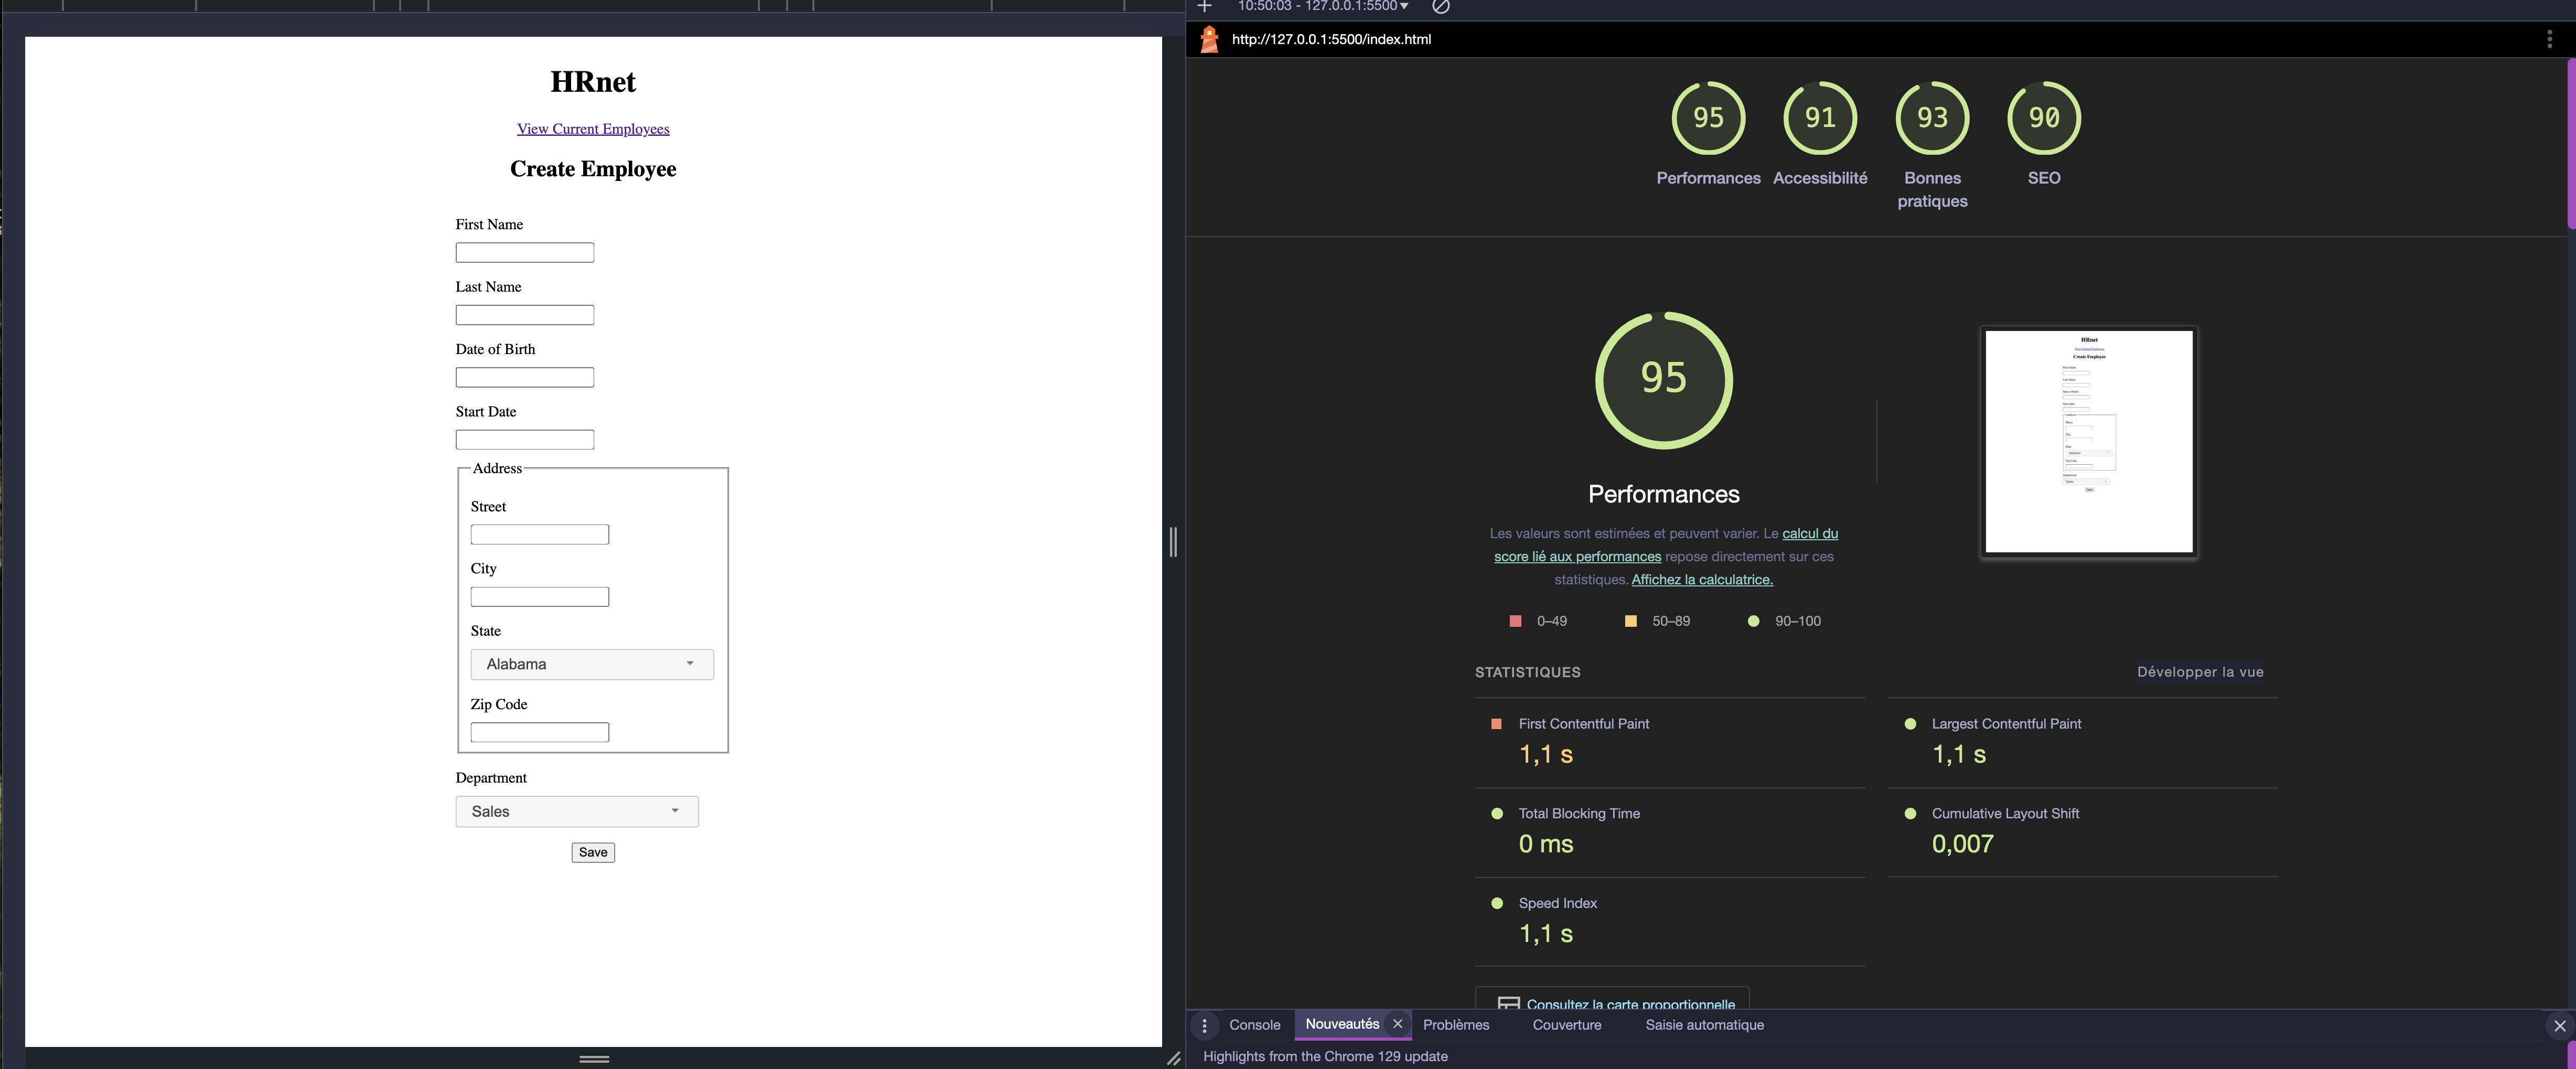 HRnet
View Current Employees
Create Employee
First Name
Last Name
Date of Birth
Start Date
Address
Street
City
State
Alabama
Zip Code
Department
Sales
Save
10:50:03 - 127.0.0.1:5500
http://127.0.0.1:5500/index.html
95
Performances
91
Accessibilité
93
Bonnes
pratiques
90
SEO
95
Performances
Les valeurs sont estimées et peuvent varier. Le calcul du
score lié aux performances repose directement sur ces
statistiques. Affichez la calculatrice.
0–49
50–89
90–100
HRnet
Create Employee
STATISTIQUES
Développer la vue
First Contentful Paint
1,1 s
Largest Contentful Paint
1,1 s
Total Blocking Time
0 ms
Cumulative Layout Shift
0,007
Speed Index
1,1 s
Consultez la carte proportionnelle
Console
Nouveautés
Problèmes
Couverture
Saisie automatique
Highlights from the Chrome 129 update